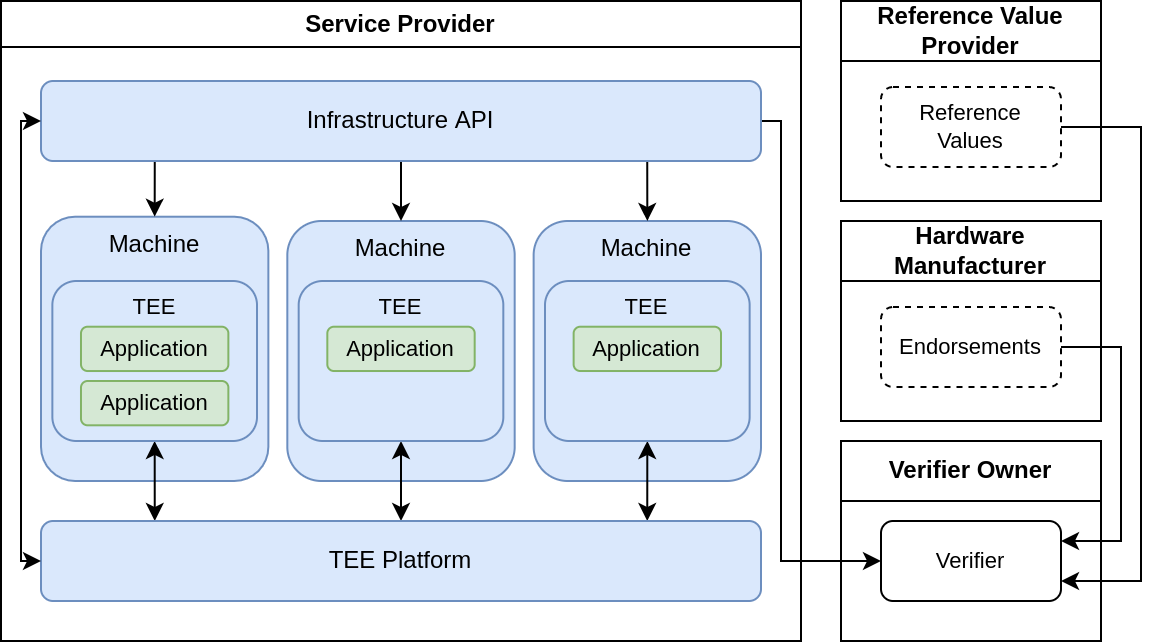 Service Provider
Infrastructure API
Machine
TEE
Application
Application
Machine
TEE
Application
Machine
TEE
Application
TEE Platform
Reference Value
Provider
Reference
Values
Hardware
Manufacturer
Endorsements
Verifier Owner
Verifier